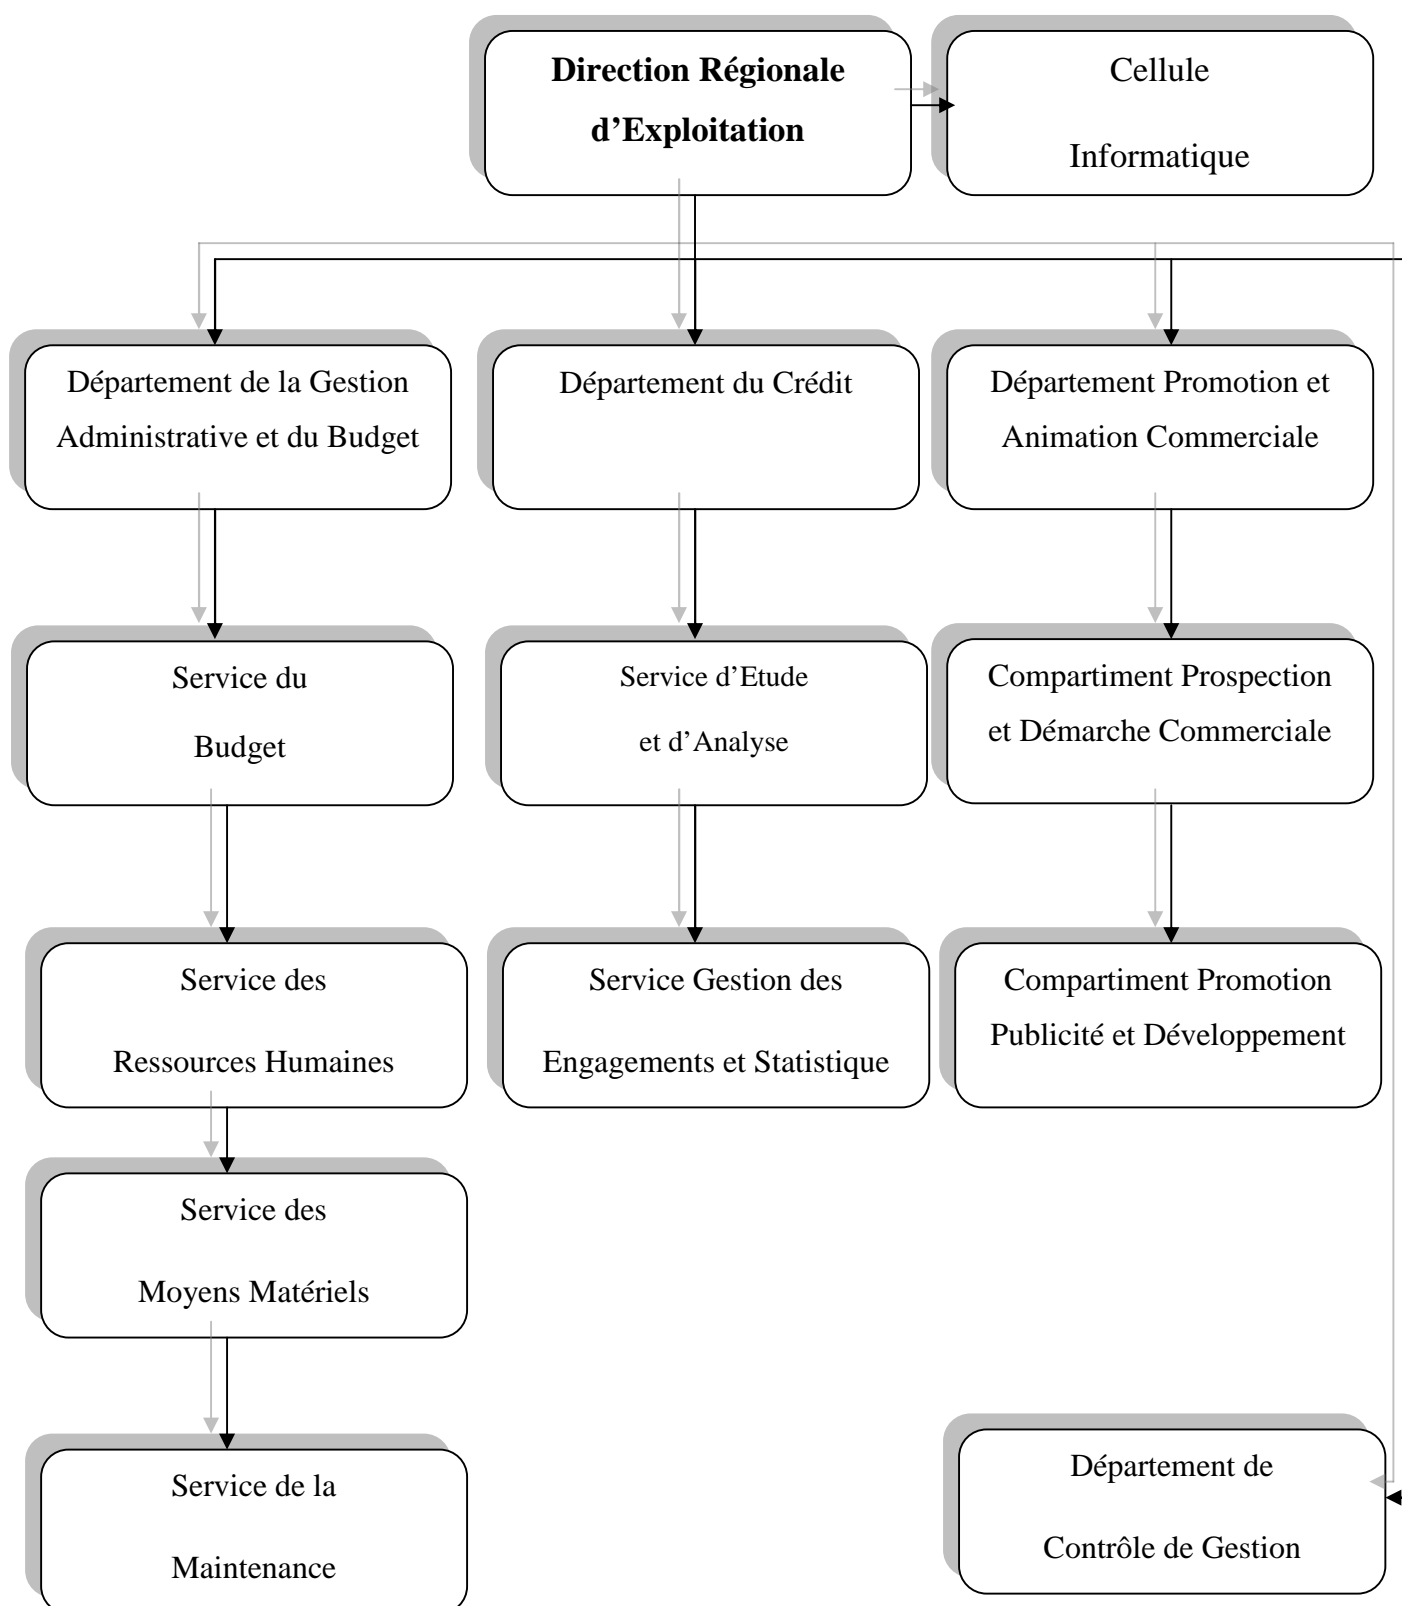 Direction Régionale
d’Exploitation
Cellule
Informatique
Département de la Gestion
Administrative et du Budget
Département du Crédit
Département Promotion et
Animation Commerciale
Service du
Budget
Service d’Etude
et d’Analyse
Compartiment Prospection
et Démarche Commerciale
Service des
Ressources Humaines
Service Gestion des
Engagements et Statistique
Compartiment Promotion
Publicité et Développement
Service des
Moyens Matériels
Service de la
Maintenance
Département de
Contrôle de Gestion